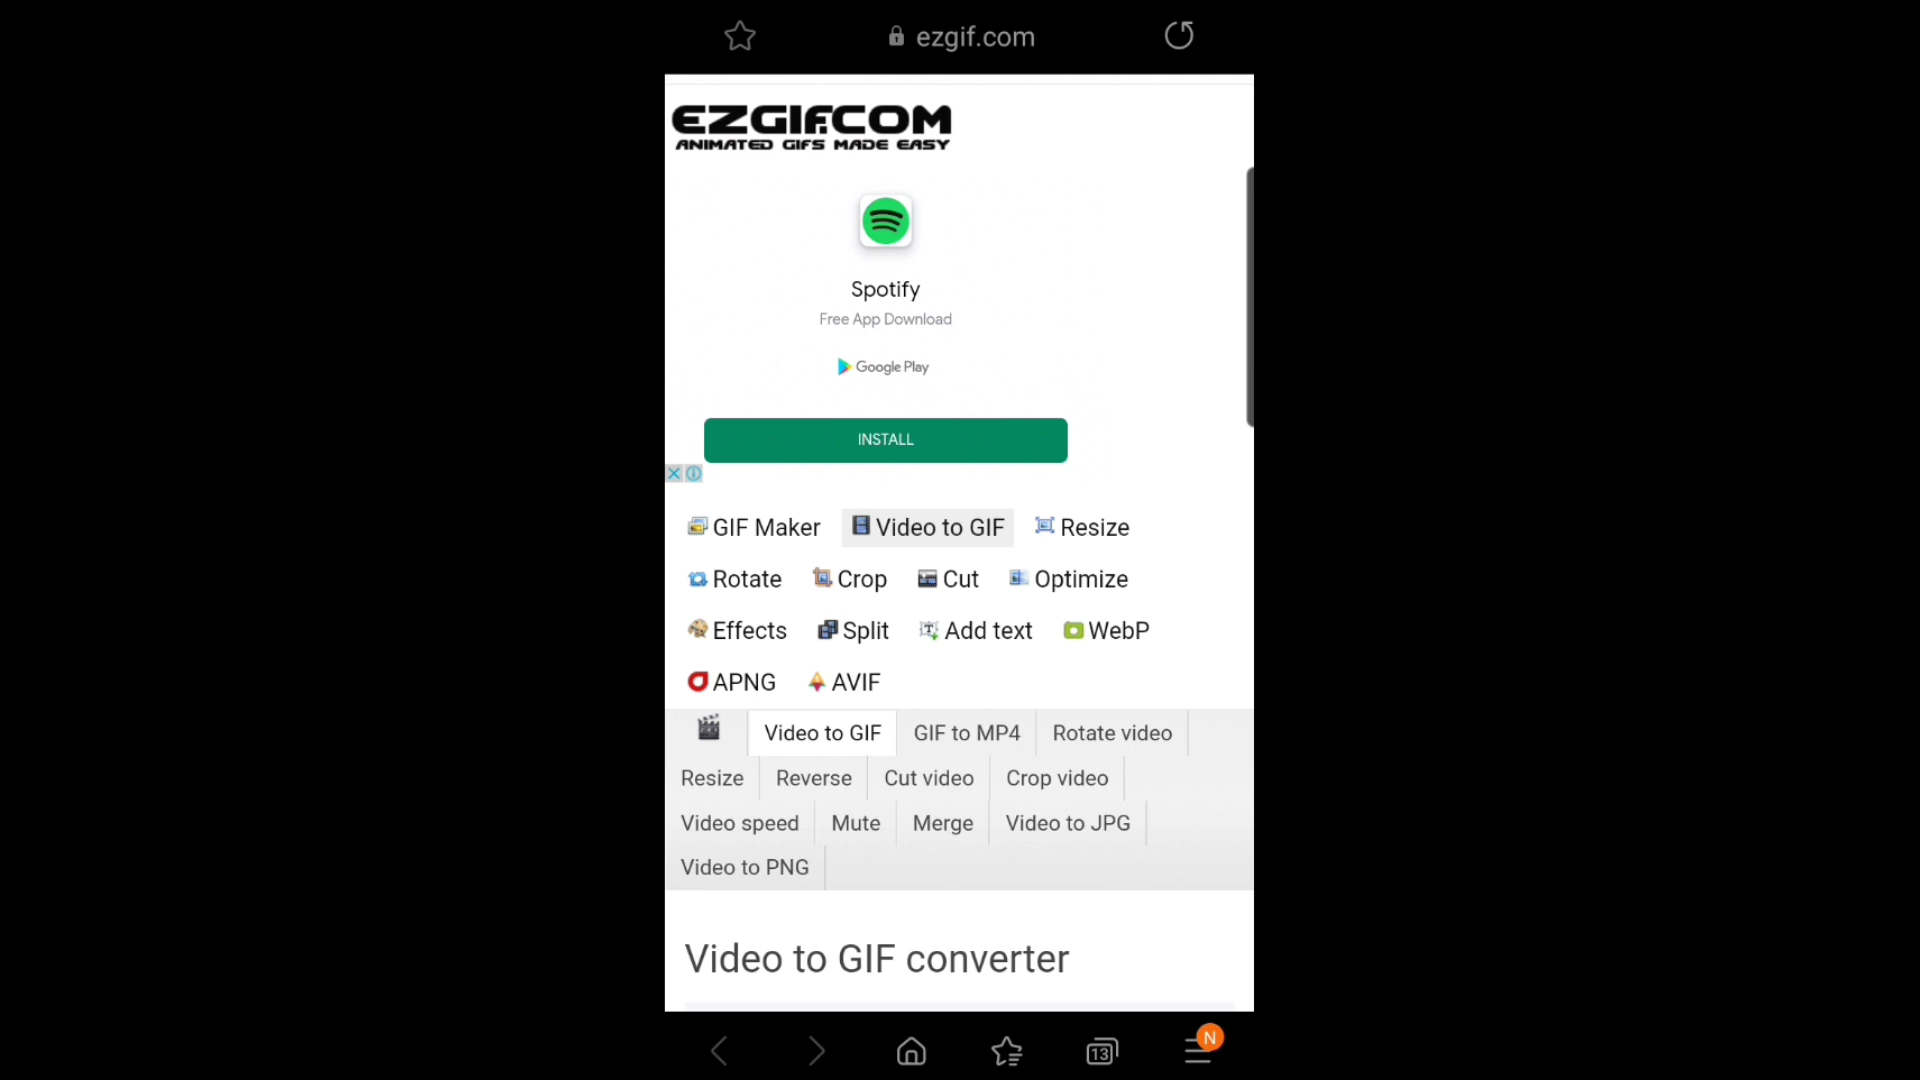 ezgif.com
EZGIF.COM
ANIMATED GIFS MADE EASY
Spotify
Free App Download
Google Play
INSTALL
GIF Maker Video to GIF Resize
Rotate Crop Cut Optimize
Effects Split Add text WebP
APNG AVIF
Video to GIF GIF to MP4 Rotate video
Resize Reverse Cut video Crop video
Video speed Mute Merge Video to JPG
Video to PNG
Video to GIF converter
13 N